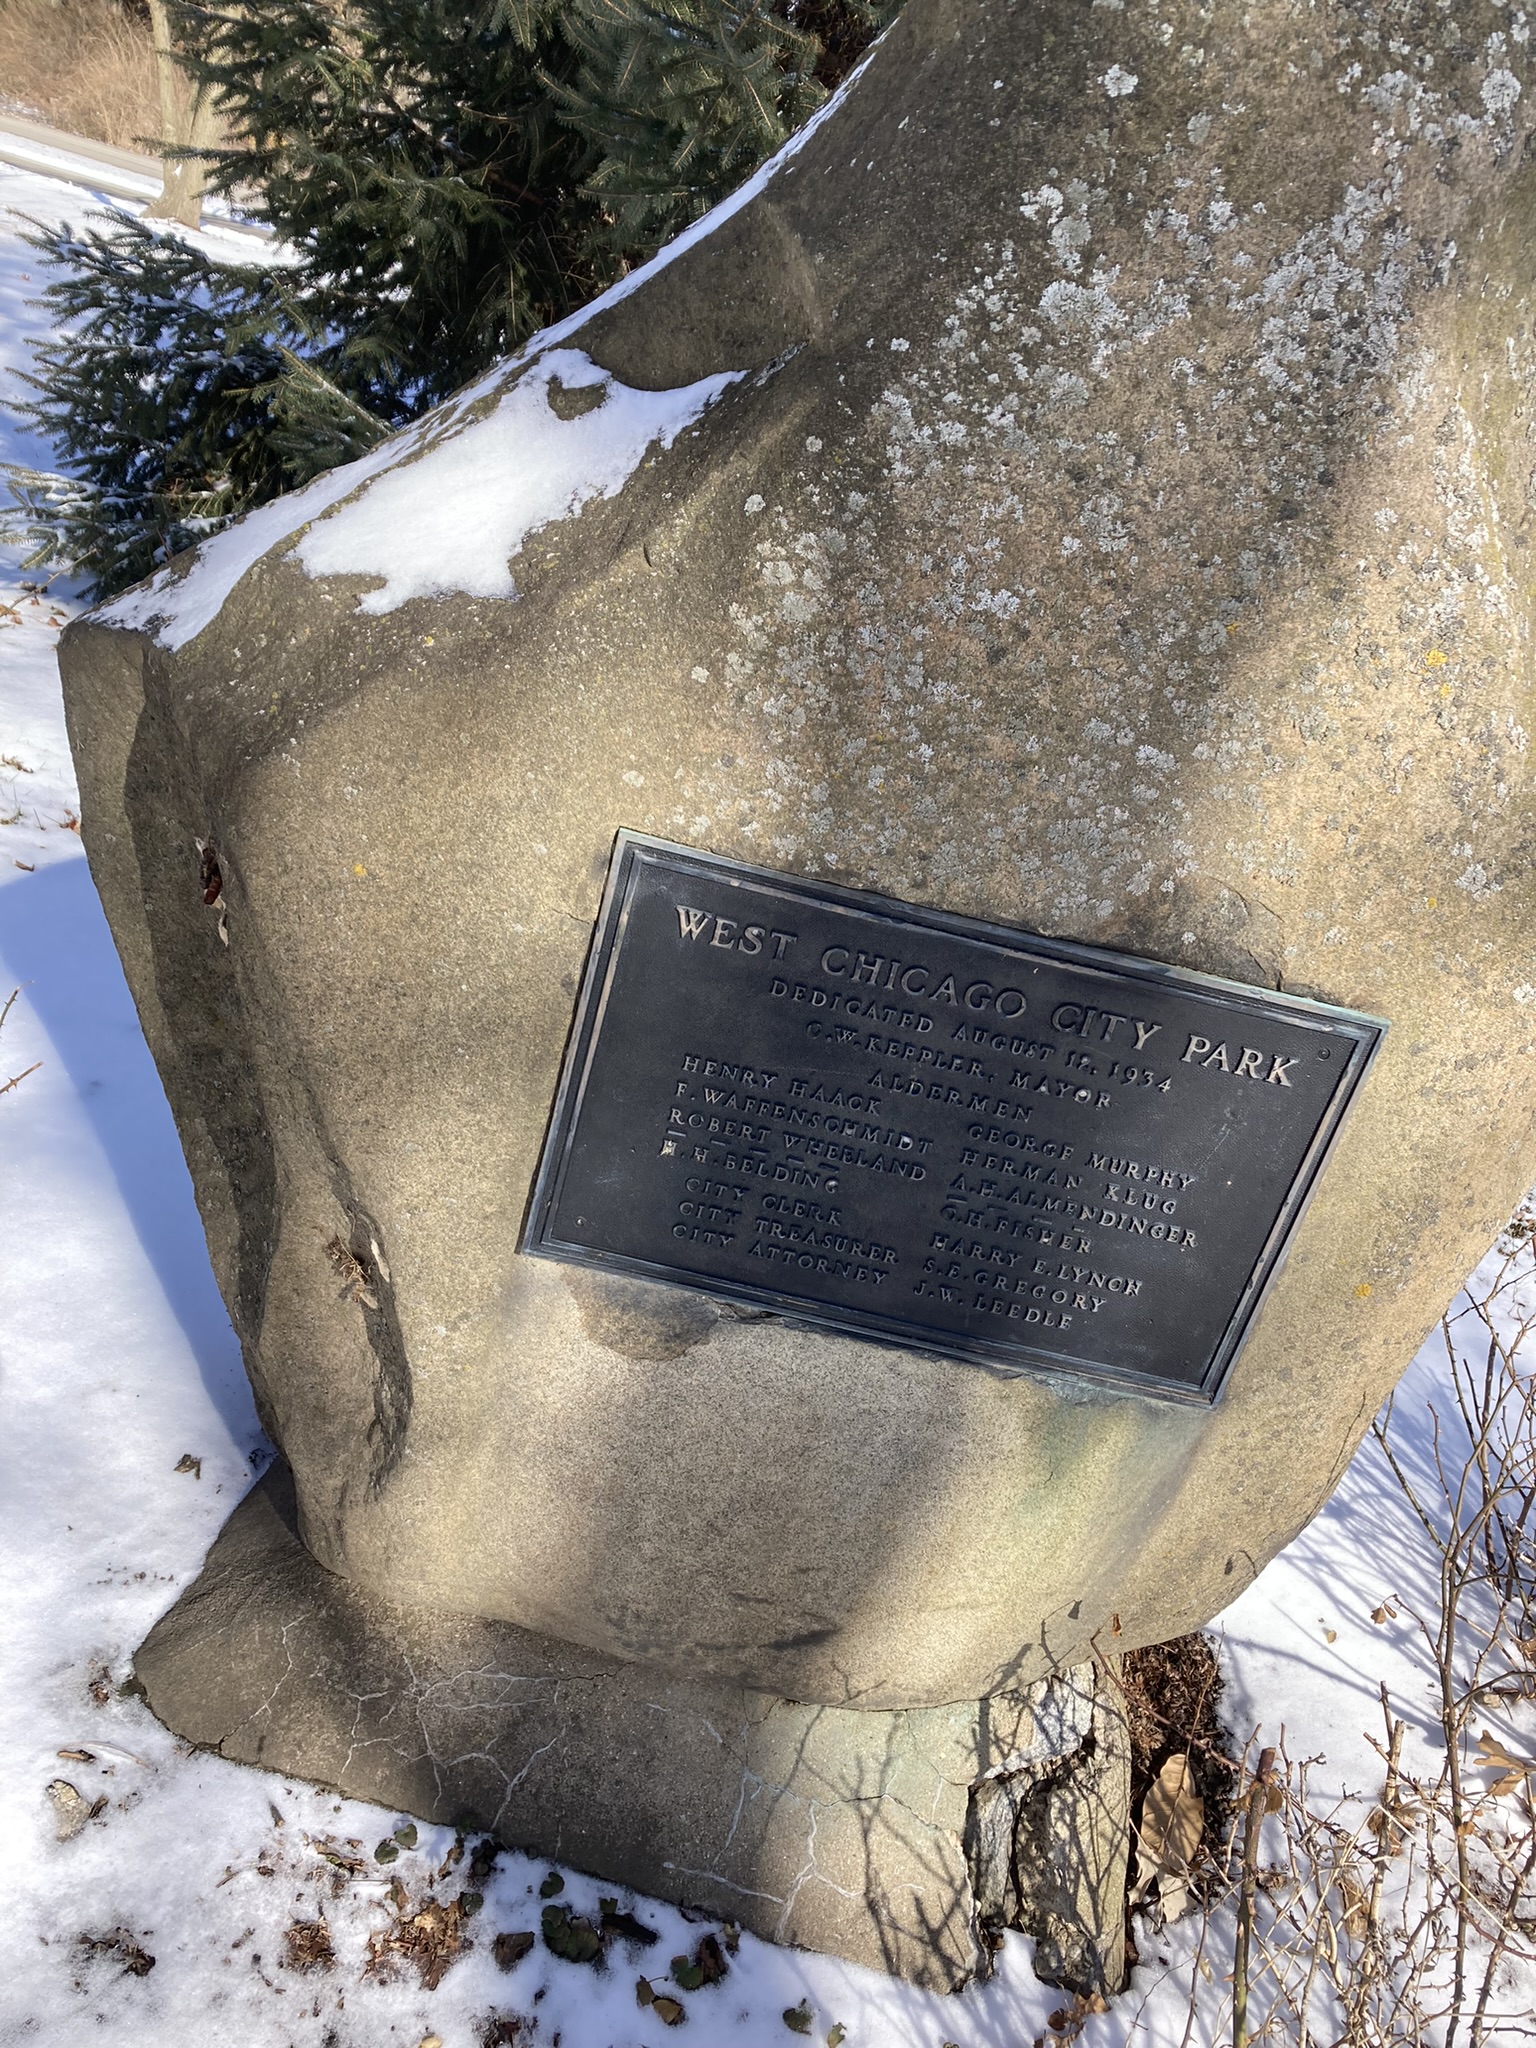 WEST CHICAGO CITY PARK
DEDICATED AUGUST 12, 1934
C.W. KEPPLER, MAYOR
ALDERMEN
HENRY HAACK GEORGE MURPHY
F. WAFFENSCHMIDT HERMAN KLUG
ROBERT WHEELAND A.H. ALMENDINGER
H.H. BELDING G.H. FISHER
CITY CLERK HARRY E. LYNCH
CITY TREASURER S.E. GREGORY
CITY ATTORNEY J.W. LEEDLE